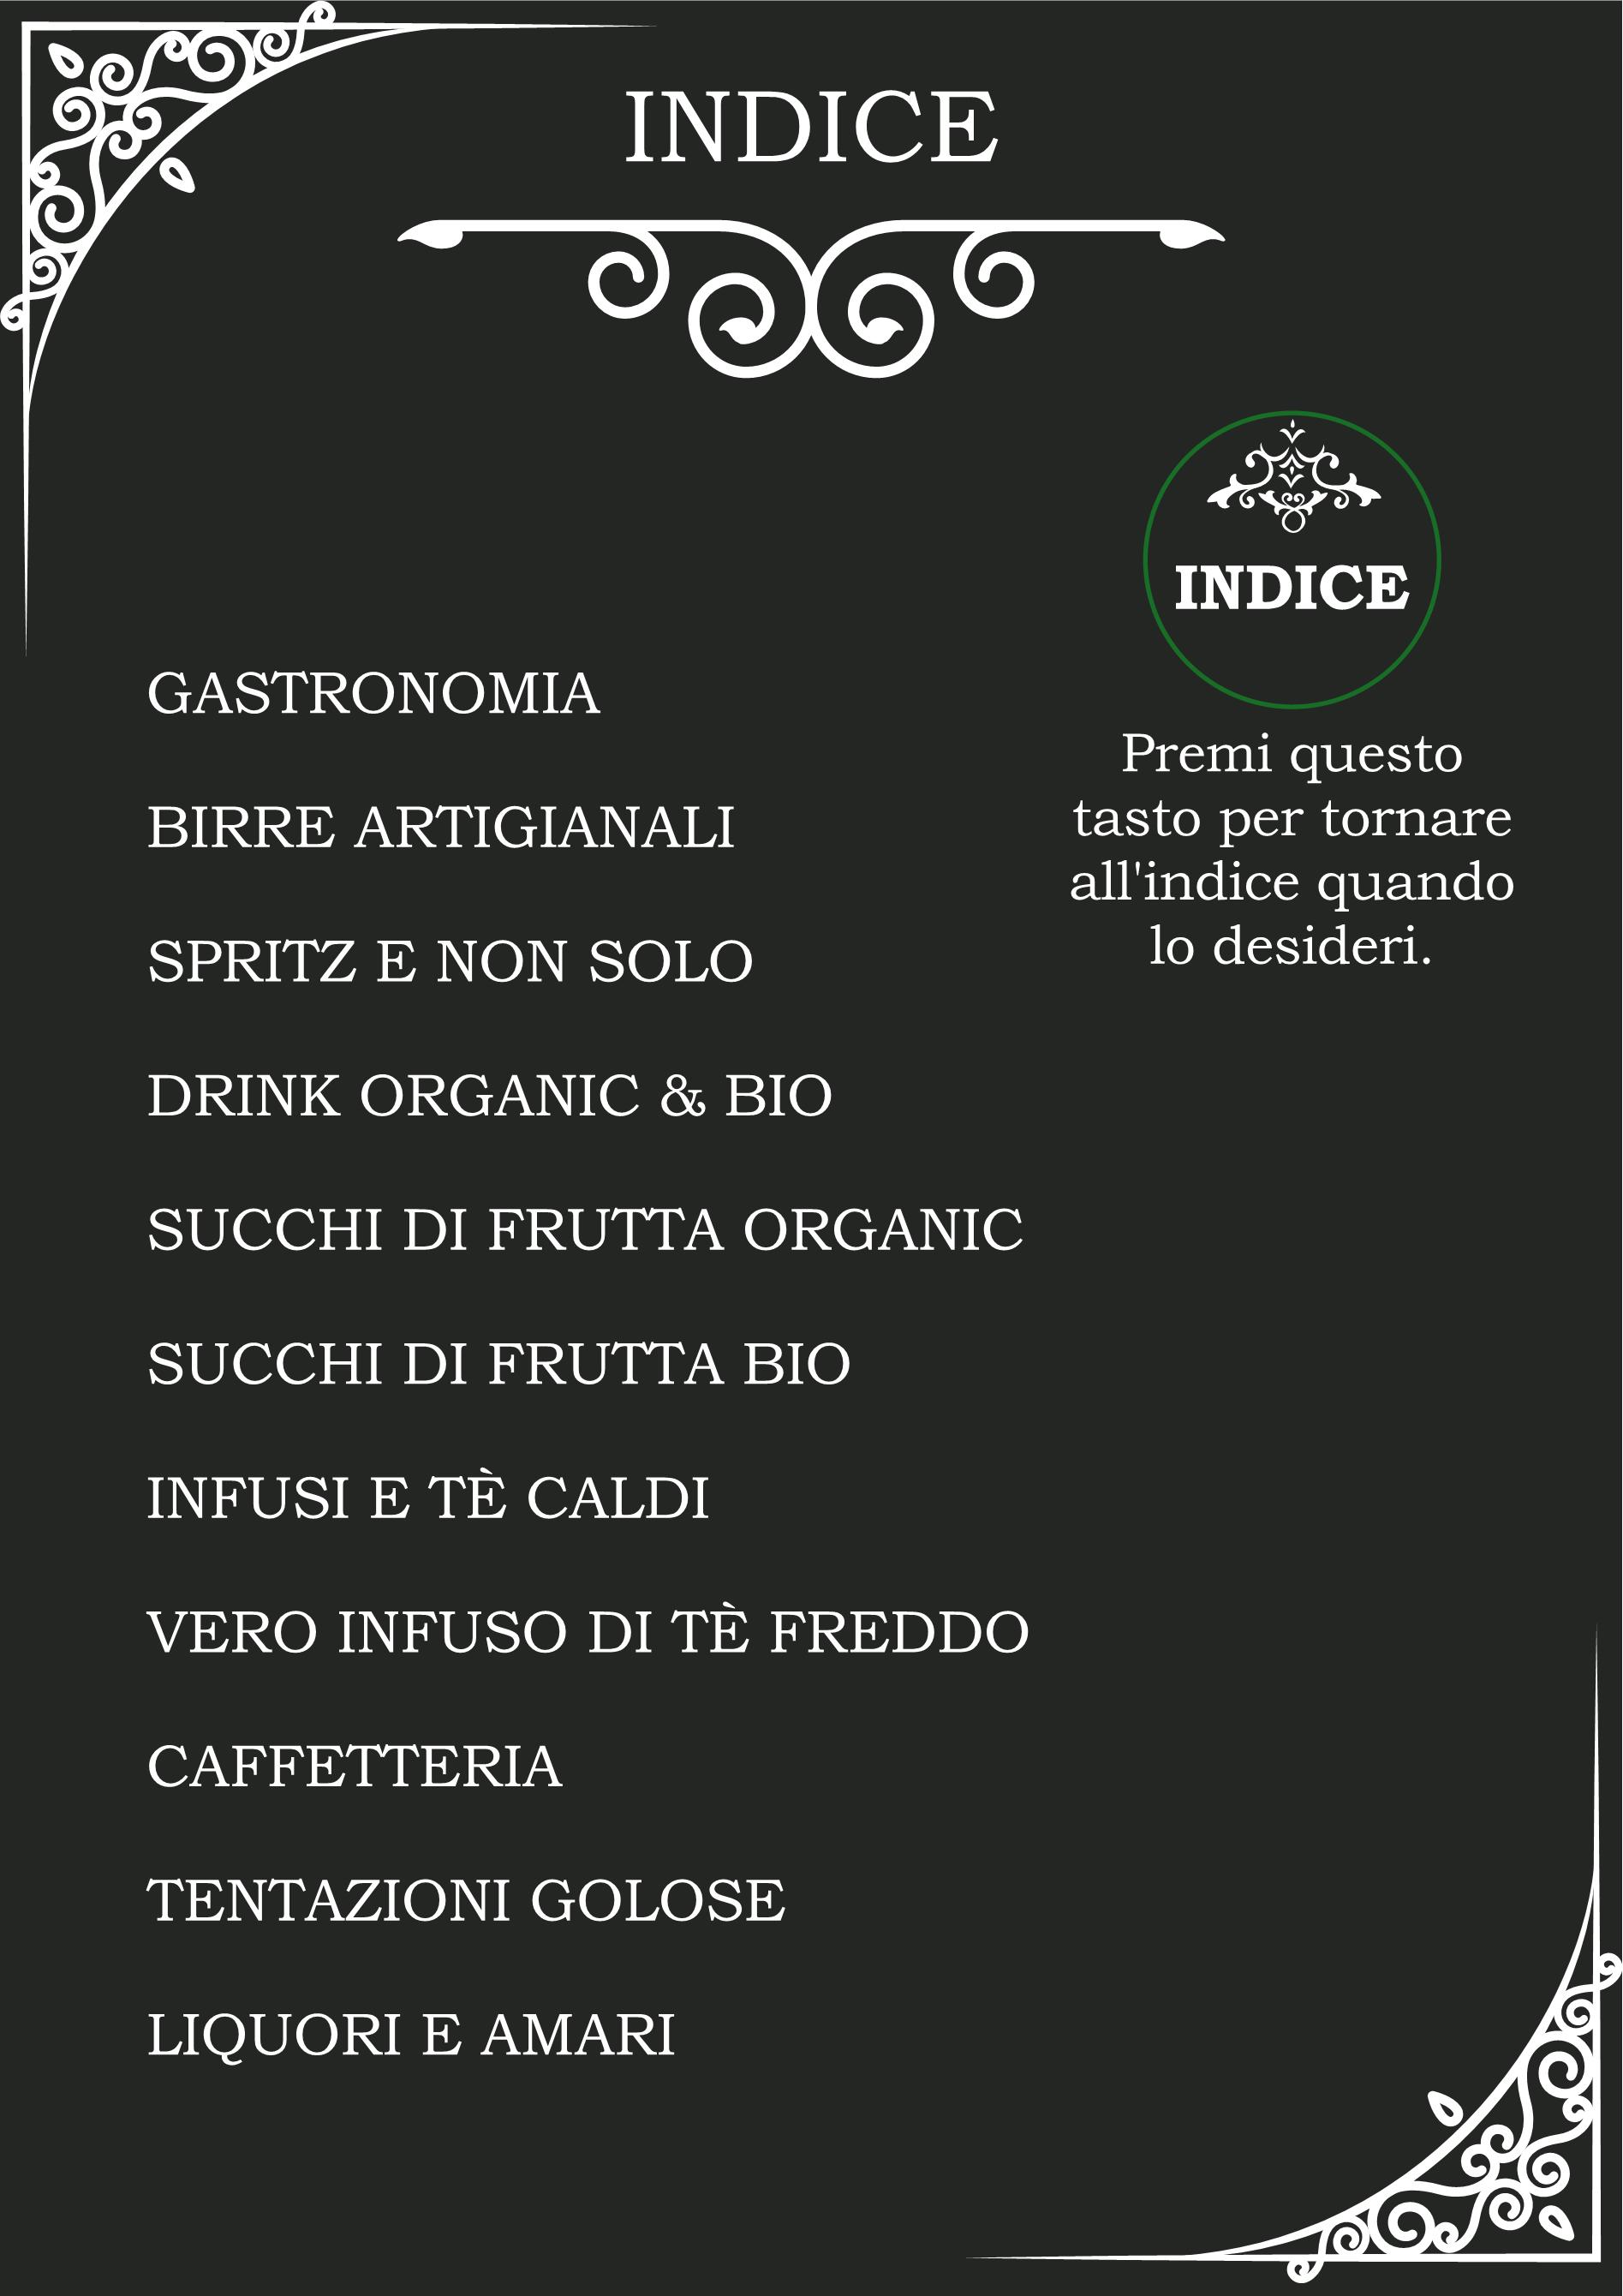 INDICE
INDICE
Premi questo
tasto per tornare
all'indice quando
lo desideri.
GASTRONOMIA
BIRRE ARTIGIANALI
SPRITZ E NON SOLO
DRINK ORGANIC & BIO
SUCCHI DI FRUTTA ORGANIC
SUCCHI DI FRUTTA BIO
INFUSI E TÈ CALDI
VERO INFUSO DI TÈ FREDDO
CAFFETTERIA
TENTAZIONI GOLOSE
LIQUORI E AMARI